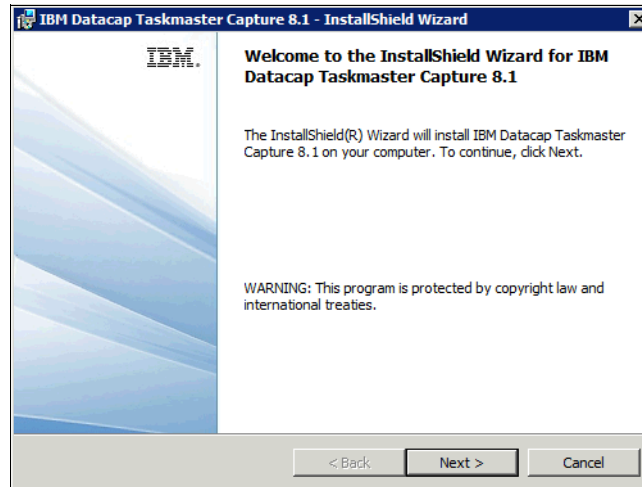 IBM Datacap Taskmaster Capture 8.1 - InstallShield Wizard
IBM.
Welcome to the InstallShield Wizard for IBM
Datacap Taskmaster Capture 8.1
The InstallShield(R) Wizard will install IBM Datacap Taskmaster
Capture 8.1 on your computer. To continue, click Next.
WARNING: This program is protected by copyright law and
international treaties.
< Back
Next >
Cancel